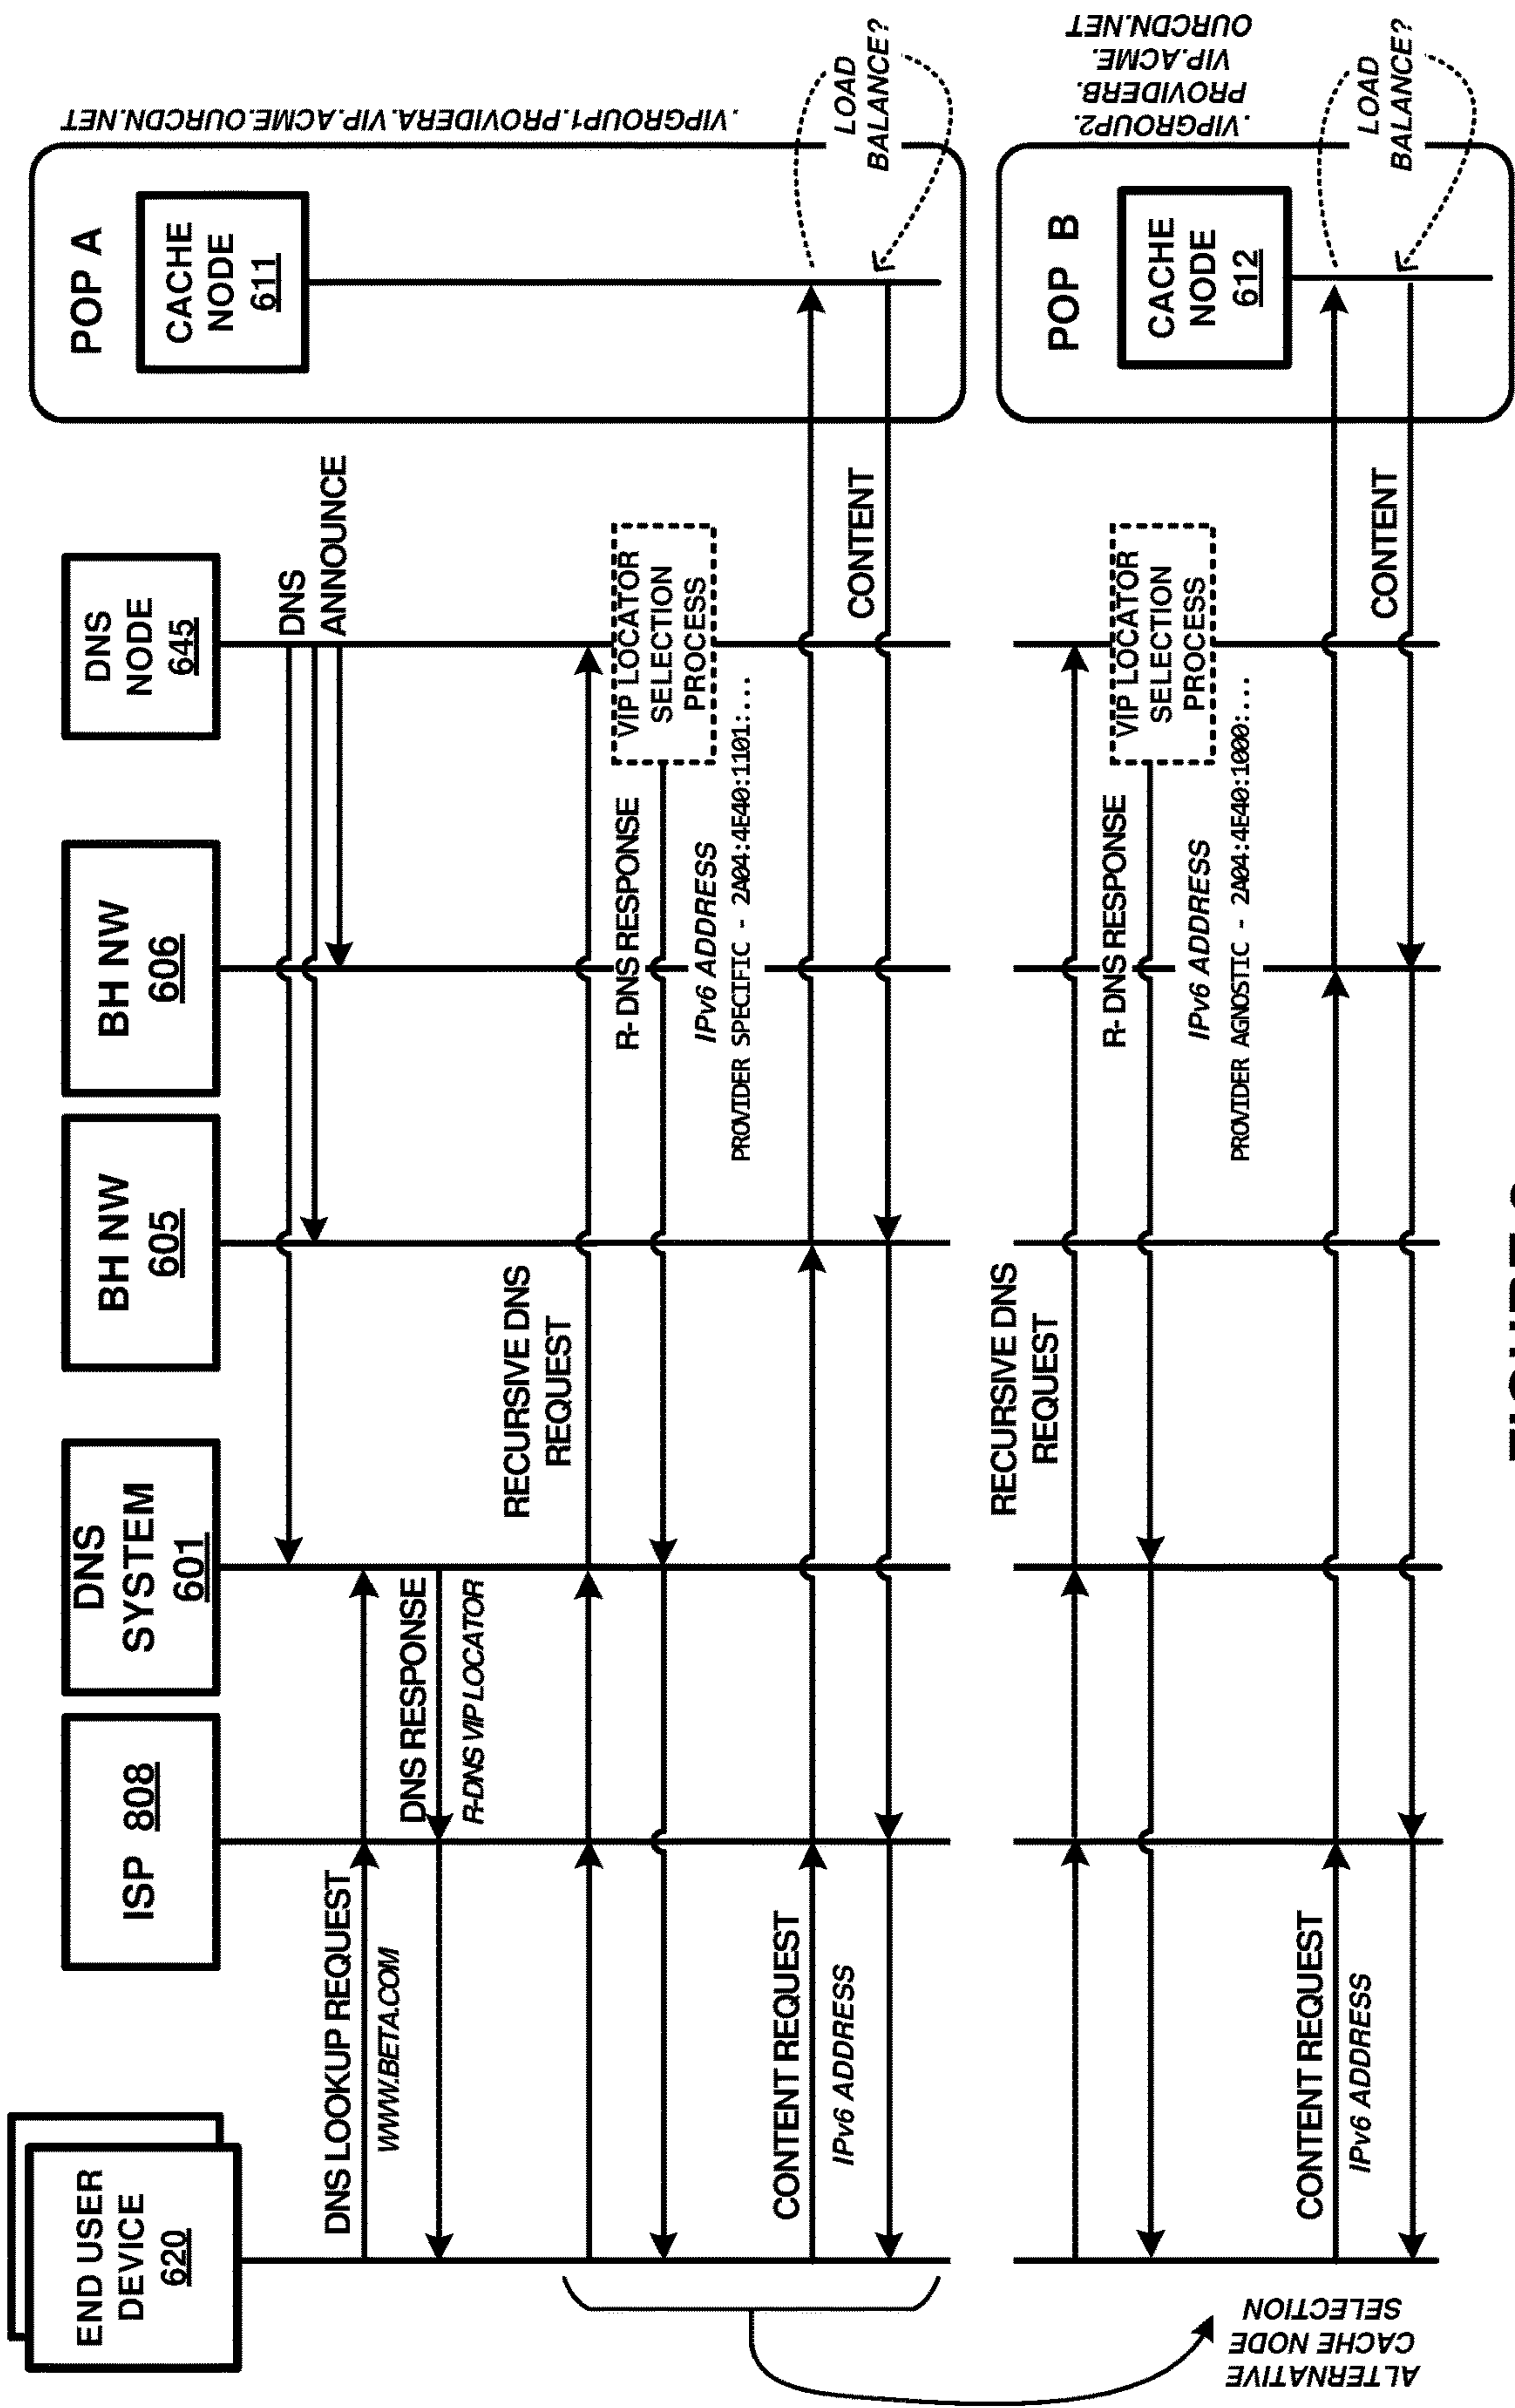 END USER
DEVICE
620
ISP 808
DNS
SYSTEM
601
BH NW
605
BH NW
606
DNS
NODE
645
POP A
CACHE
NODE
611
.VIPGROUP1.PROVIDERA.VIP.ACME.OURCDN.NET
DNS
ANNOUNCE
DNS LOOKUP REQUEST
WWW.BETA.COM
DNS RESPONSE
R-DNS VIP LOCATOR
RECURSIVE DNS
REQUEST
R- DNS RESPONSE
VIP LOCATOR
SELECTION
PROCESS
IPv6 ADDRESS
PROVIDER SPECIFIC - 2A04:4E40:1101:...
CONTENT REQUEST
IPv6 ADDRESS
CONTENT
LOAD
BALANCE?
ALTERNATIVE
CACHE NODE
SELECTION
POP B
CACHE
NODE
612
.VIPGROUP2.
PROVIDERB.
VIP.ACME.
OURCDN.NET
RECURSIVE DNS
REQUEST
R- DNS RESPONSE
VIP LOCATOR
SELECTION
PROCESS
IPv6 ADDRESS
PROVIDER AGNOSTIC - 2A04:4E40:1000:...
CONTENT REQUEST
IPv6 ADDRESS
CONTENT
LOAD
BALANCE?